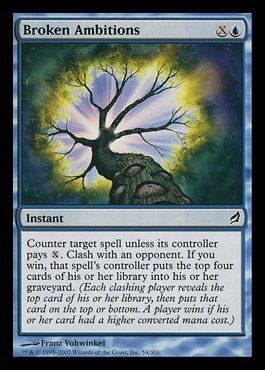 Broken Ambitions X
Instant
Counter target spell unless its controller
pays X. Clash with an opponent. If you
win, that spell's controller puts the top four
cards of his or her library into his or her
graveyard. (Each clashing player reveals the
top card of his or her library, then puts that
card on the top or bottom. A player wins if his
or her card had a higher converted mana cost.)
Franz Vohwinkel
™ & © 1993-2007 Wizards of the Coast, Inc. 54/301